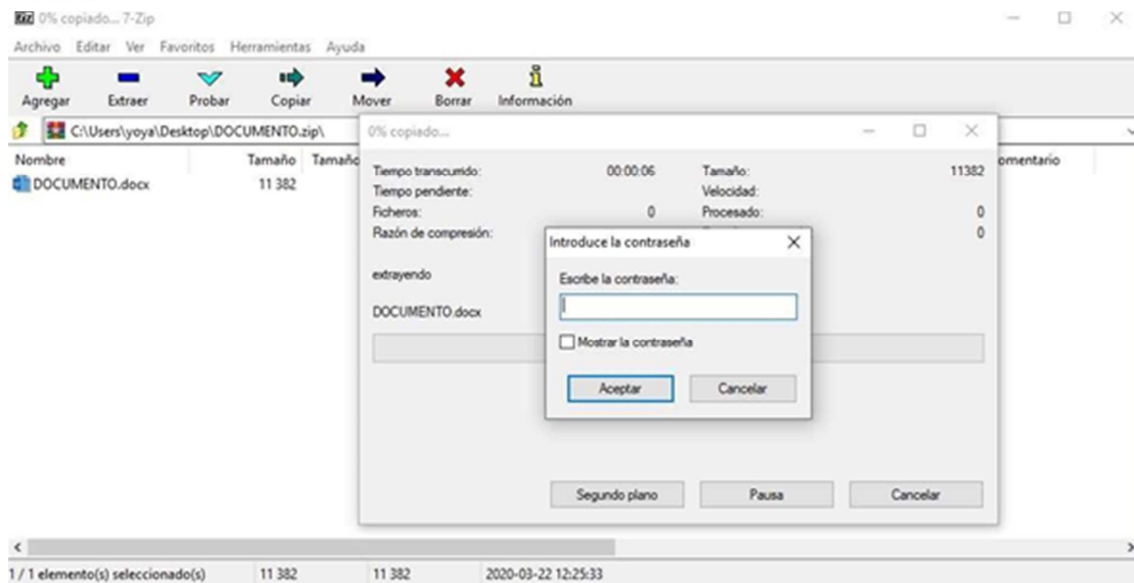 0% copiado... 7-Zip
Archivo Editar Ver Favoritos Herramientas Ayuda
Agregar Extraer Probar Copiar Mover Borrar Información
C:\Users\yoya\Desktop\DOCUMENTO.zip\
Nombre Tamaño Tamaño omentario
DOCUMENTO.docx 11 382
0% copiado...
Tiempo transcurrido: 00:00:06 Tamaño: 11382
Tiempo pendiente: Velocidad:
Ficheros: 0 Procesado: 0
Razón de compresión: 0
extrayendo
DOCUMENTO.docx
Introduce la contraseña
Escribe la contraseña:
Mostrar la contraseña
Aceptar Cancelar
Segundo plano Pausa Cancelar
1 / 1 elemento(s) seleccionado(s) 11 382 11 382 2020-03-22 12:25:33